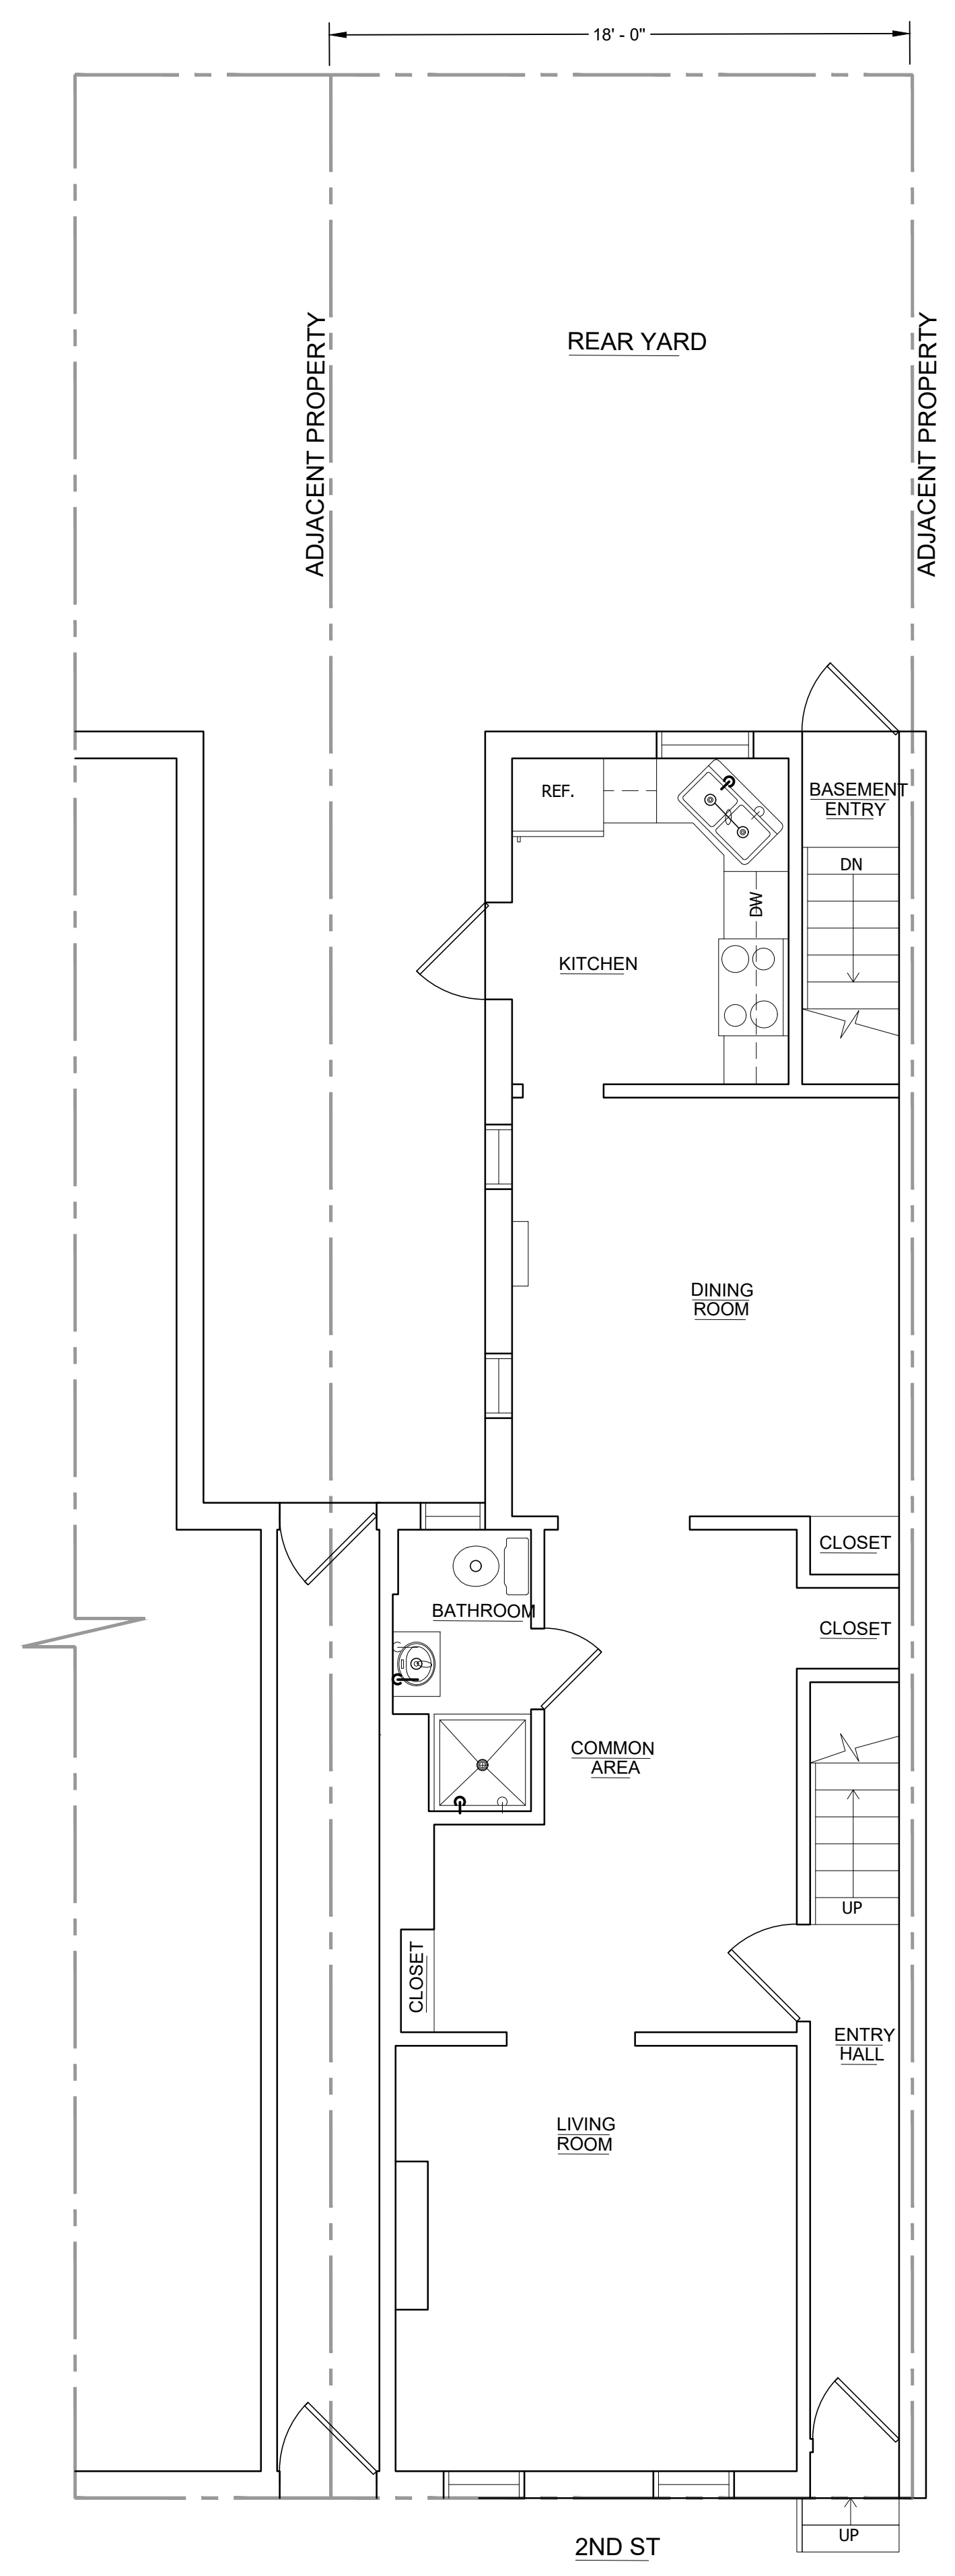 18' - 0"
REAR YARD
ADJACENT PROPERTY
ADJACENT PROPERTY
REF.
BASEMENT
ENTRY
DN
DW
KITCHEN
DINING
ROOM
CLOSET
BATHROOM
CLOSET
COMMON
AREA
UP
CLOSET
ENTRY
HALL
LIVING
ROOM
UP
2ND ST